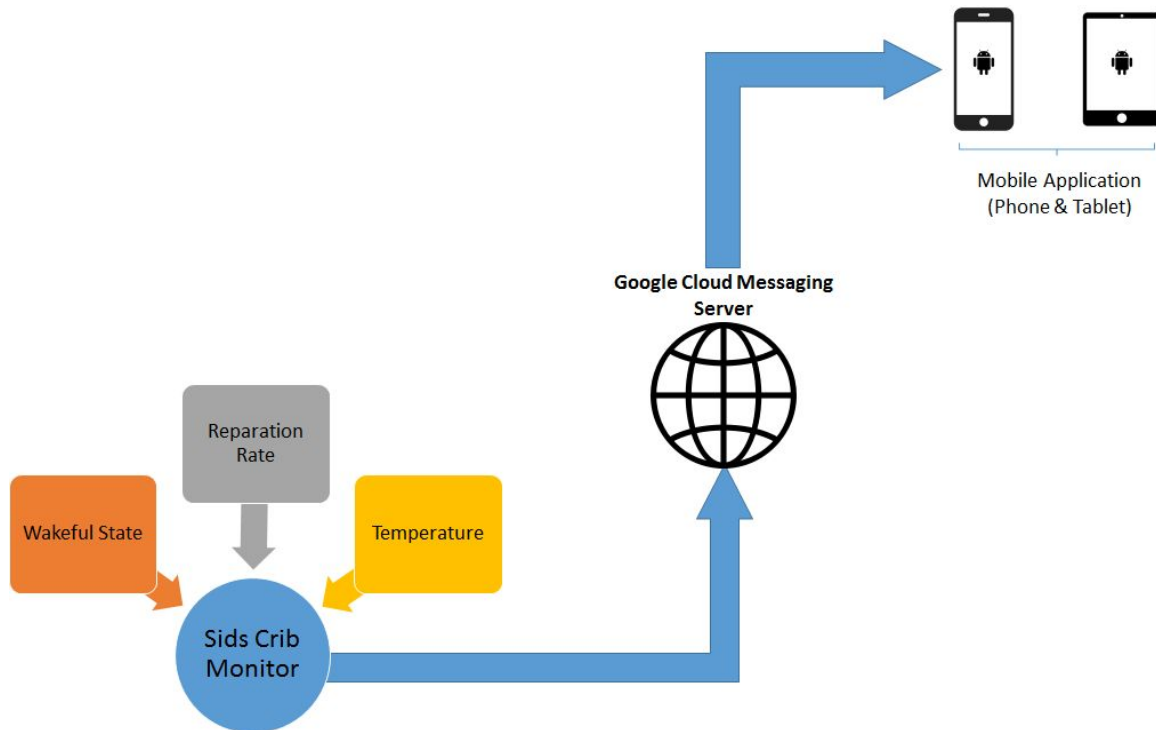 Mobile Application
(Phone & Tablet)
Google Cloud Messaging
Server
Reparation
Rate
Wakeful State
Temperature
Sids Crib
Monitor